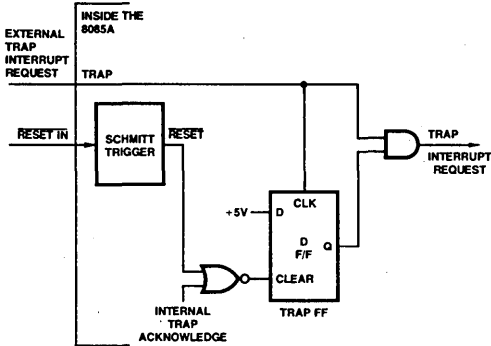 INSIDE THE
8085A
EXTERNAL
TRAP
INTERRUPT
REQUEST
TRAP
RESET IN
SCHMITT
TRIGGER
RESET
TRAP
INTERRUPT
REQUEST
CLK
+5V
D
D
F/F
Q
CLEAR
TRAP FF
INTERNAL
TRAP
ACKNOWLEDGE